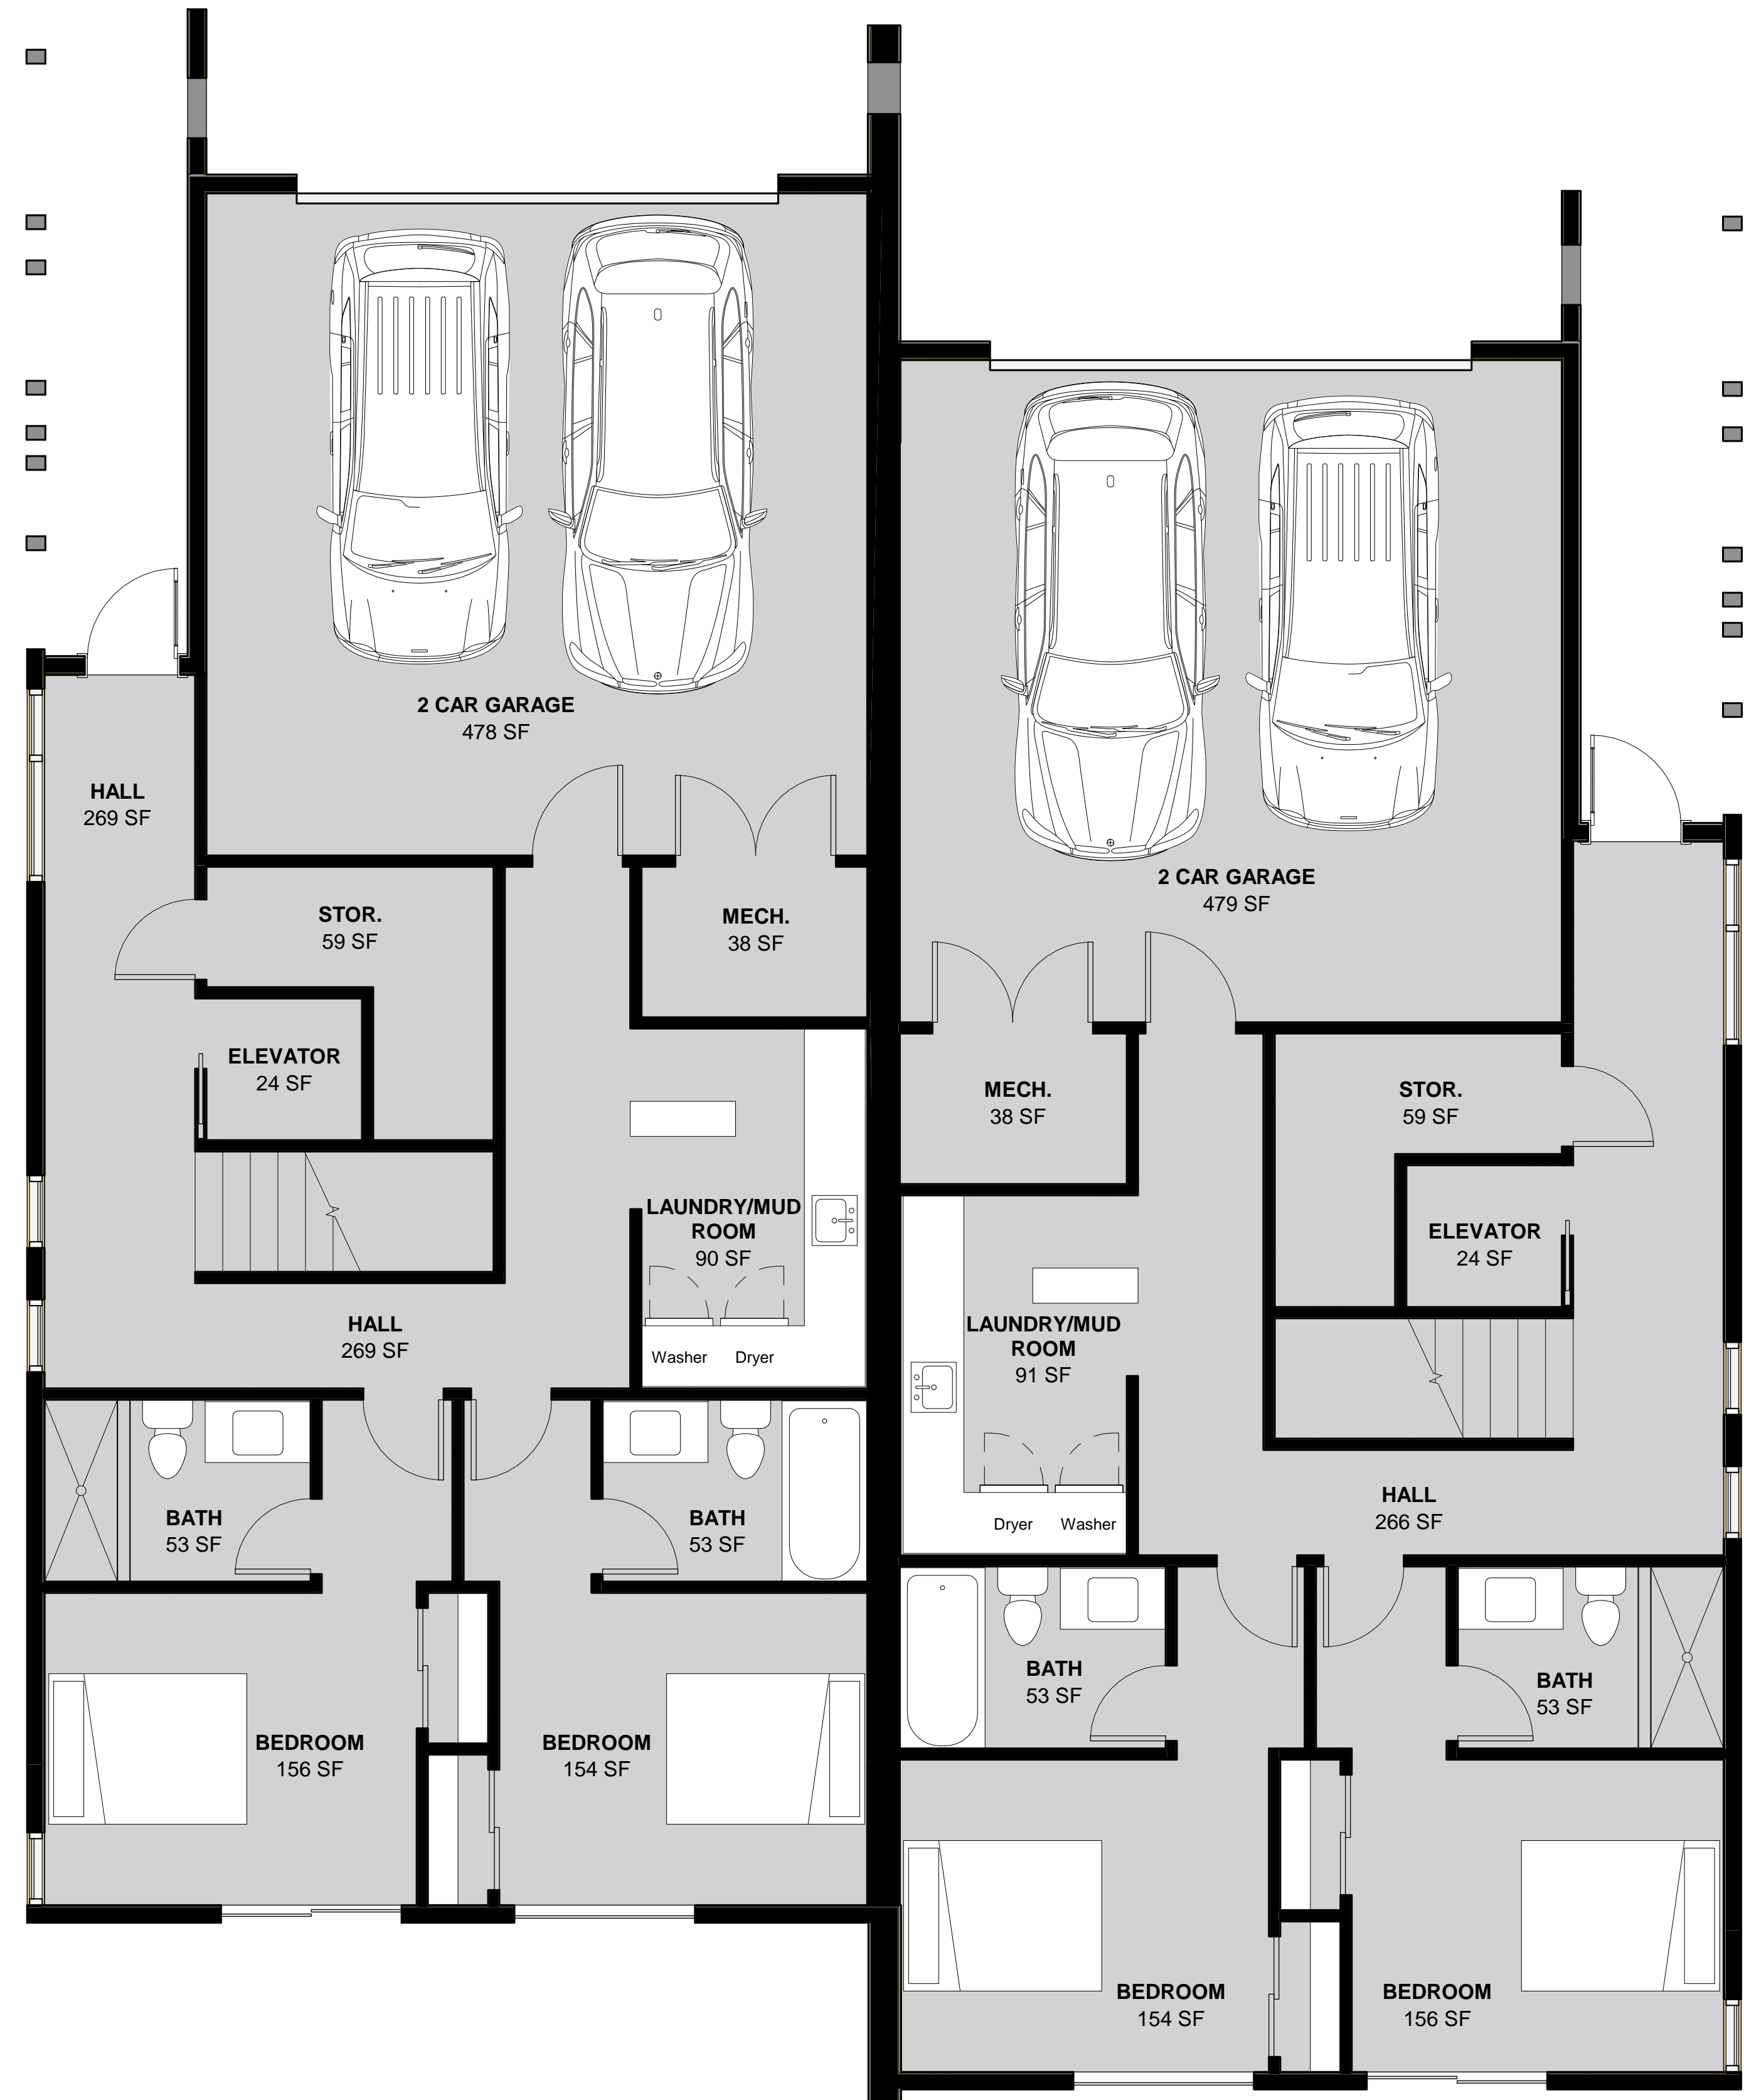 2 CAR GARAGE
478 SF
HALL
269 SF
STOR.
59 SF
MECH.
38 SF
ELEVATOR
24 SF
LAUNDRY/MUD
ROOM
90 SF
HALL
269 SF
Washer
Dryer
BATH
53 SF
BATH
53 SF
BEDROOM
156 SF
BEDROOM
154 SF
2 CAR GARAGE
479 SF
MECH.
38 SF
STOR.
59 SF
ELEVATOR
24 SF
LAUNDRY/MUD
ROOM
91 SF
HALL
266 SF
Dryer
Washer
BATH
53 SF
BATH
53 SF
BEDROOM
154 SF
BEDROOM
156 SF